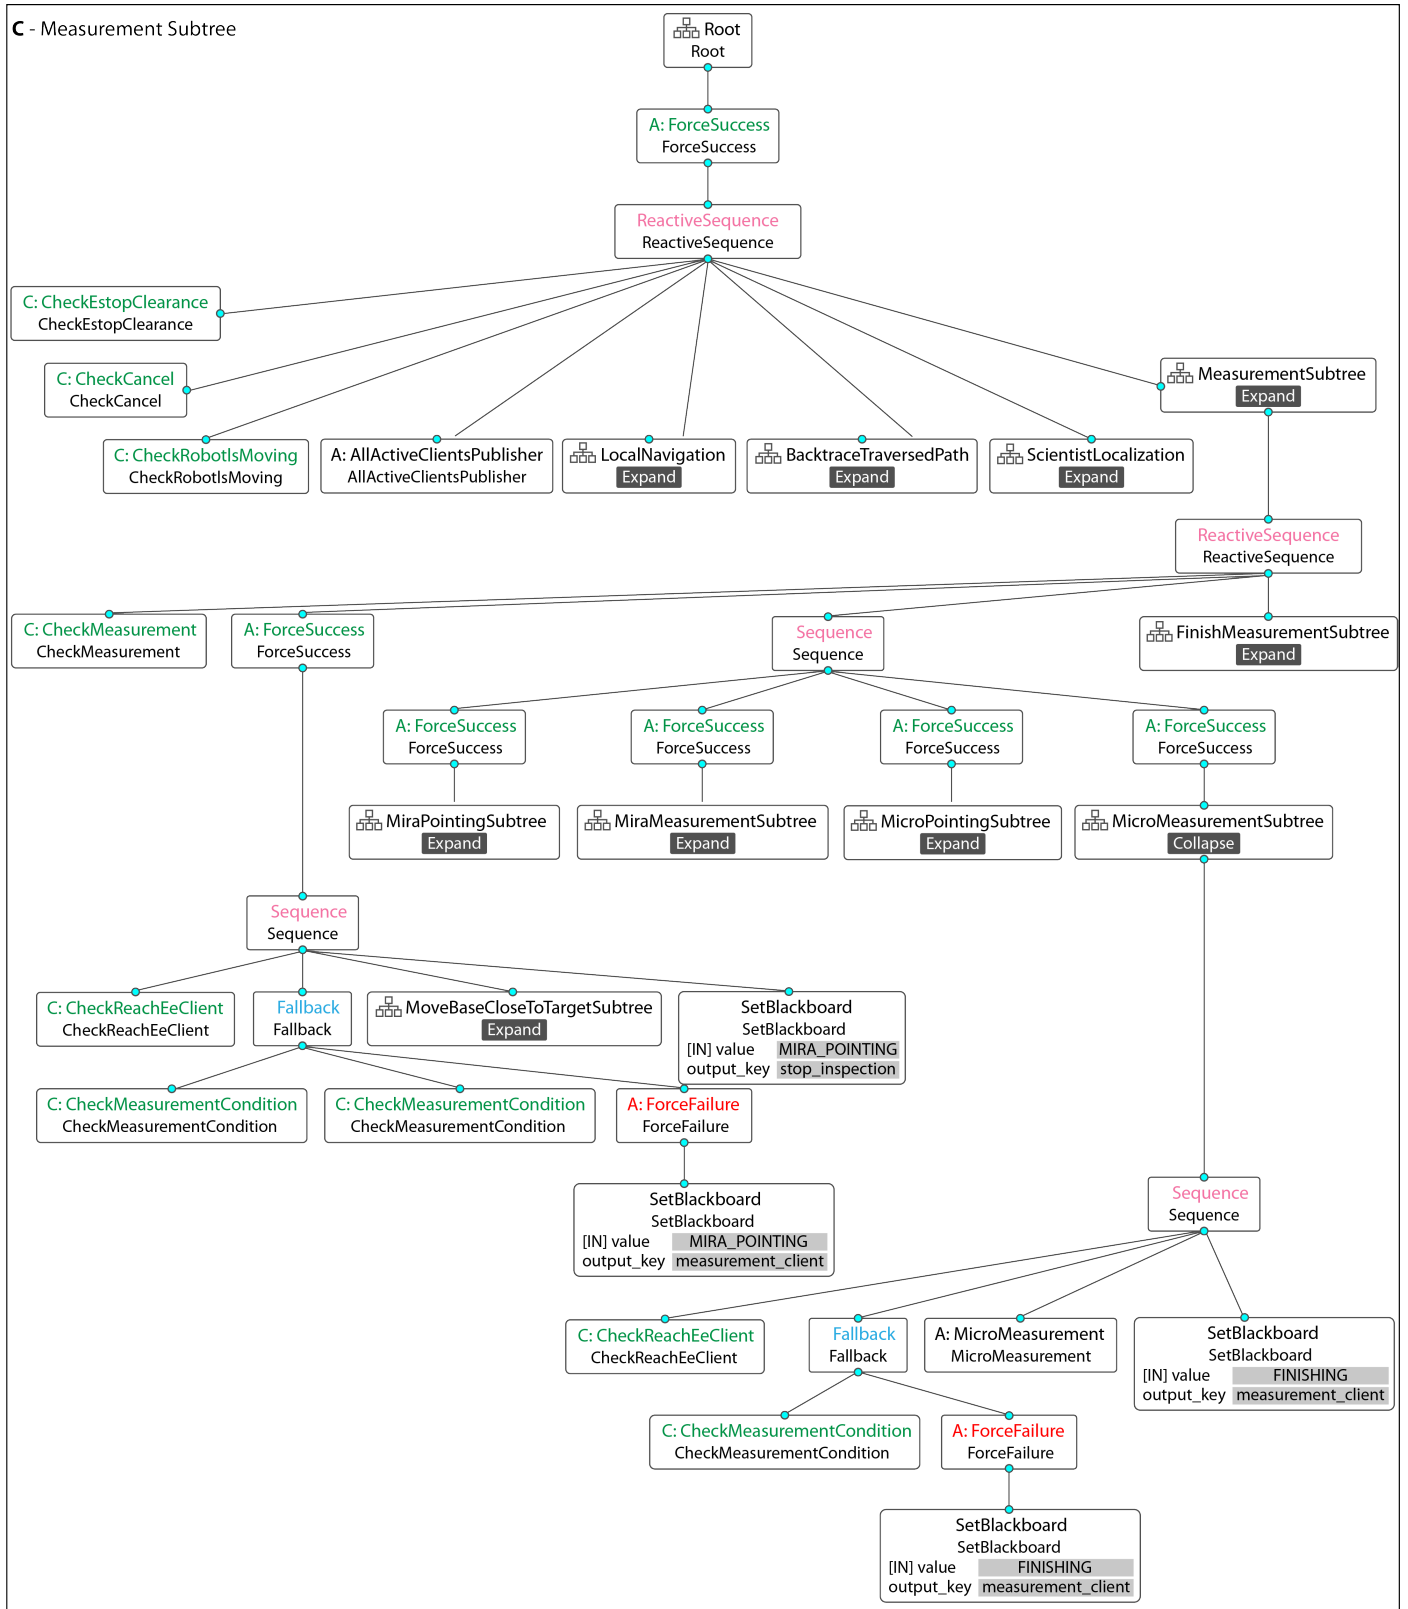 C - Measurement Subtree
Root
Root
A: ForceSuccess
ForceSuccess
ReactiveSequence
ReactiveSequence
C: CheckEstopClearance
CheckEstopClearance
C: CheckCancel
CheckCancel
MeasurementSubtree
Expand
C: CheckRobotIsMoving
CheckRobotIsMoving
A: AllActiveClientsPublisher
AllActiveClientsPublisher
LocalNavigation
Expand
BacktraceTraversedPath
Expand
ScientistLocalization
Expand
ReactiveSequence
ReactiveSequence
C: CheckMeasurement
CheckMeasurement
A: ForceSuccess
ForceSuccess
Sequence
Sequence
FinishMeasurementSubtree
Expand
A: ForceSuccess
ForceSuccess
A: ForceSuccess
ForceSuccess
A: ForceSuccess
ForceSuccess
A: ForceSuccess
ForceSuccess
MiraPointingSubtree
Expand
MiraMeasurementSubtree
Expand
MicroPointingSubtree
Expand
MicroMeasurementSubtree
Collapse
Sequence
Sequence
C: CheckReachEeClient
CheckReachEeClient
Fallback
Fallback
MoveBaseCloseToTargetSubtree
Expand
SetBlackboard
SetBlackboard
[IN] value MIRA_POINTING
output_key stop_inspection
C: CheckMeasurementCondition
CheckMeasurementCondition
C: CheckMeasurementCondition
CheckMeasurementCondition
A: ForceFailure
ForceFailure
SetBlackboard
SetBlackboard
[IN] value MIRA_POINTING
output_key measurement_client
Sequence
Sequence
C: CheckReachEeClient
CheckReachEeClient
Fallback
Fallback
A: MicroMeasurement
MicroMeasurement
SetBlackboard
SetBlackboard
[IN] value FINISHING
output_key measurement_client
C: CheckMeasurementCondition
CheckMeasurementCondition
A: ForceFailure
ForceFailure
SetBlackboard
SetBlackboard
[IN] value FINISHING
output_key measurement_client